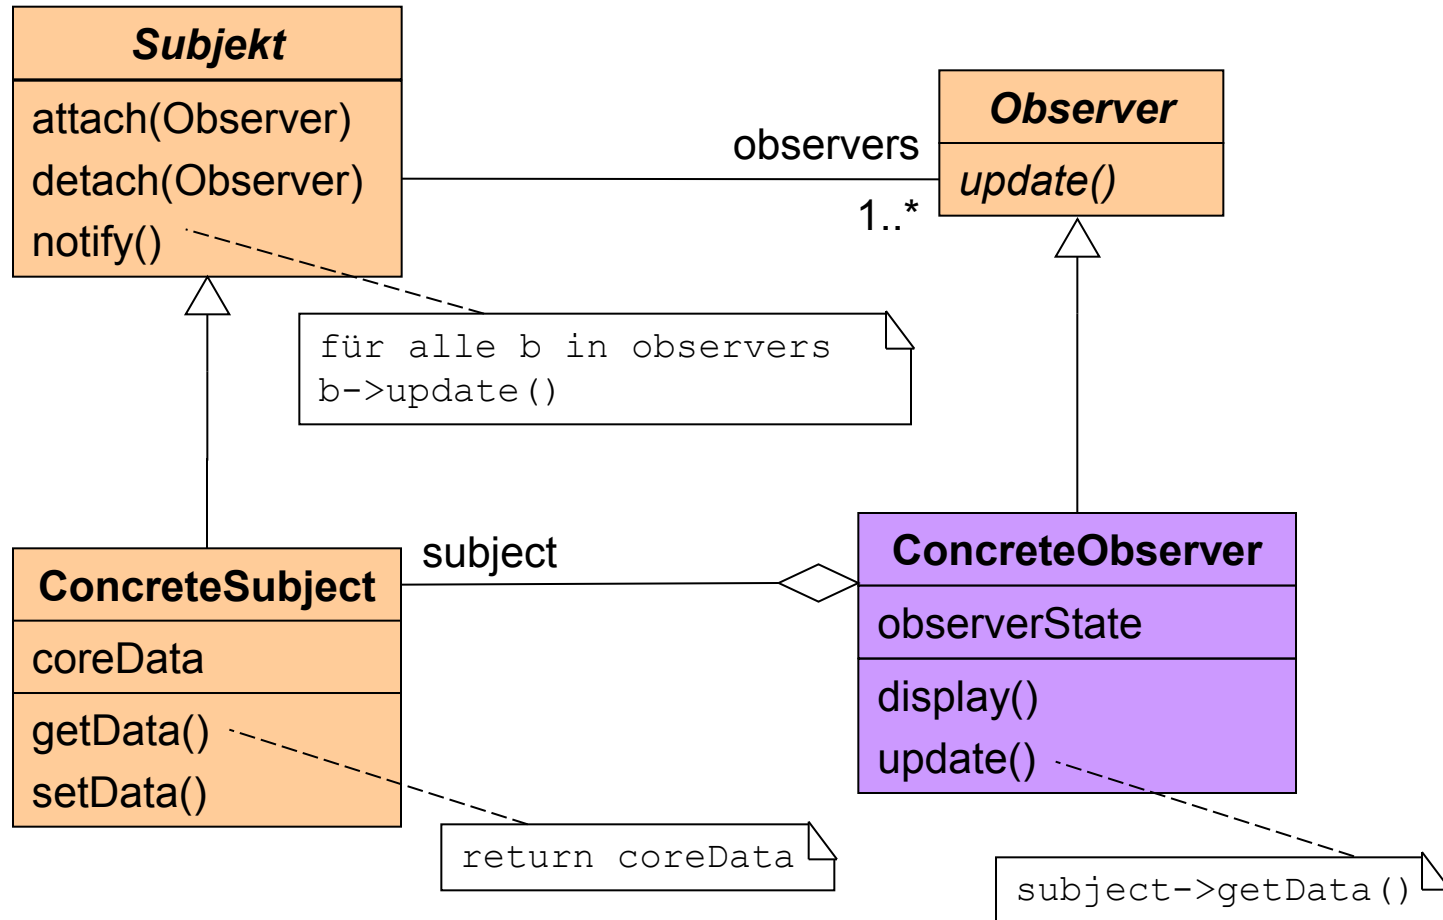 Subjekt
attach(Observer)
detach(Observer)
notify()
observers
1..*
Observer
update()
für alle b in observers
b->update()
ConcreteSubject
coreData
getData()
setData()
subject
ConcreteObserver
observerState
display()
update()
return coreData
subject->getData()